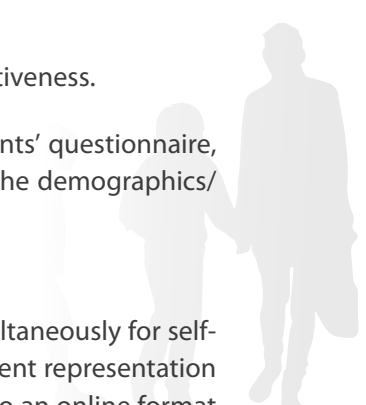 tiveness.
nts’ questionnaire,
he demographics/
ltaneously for self-
ent representation
o an online format